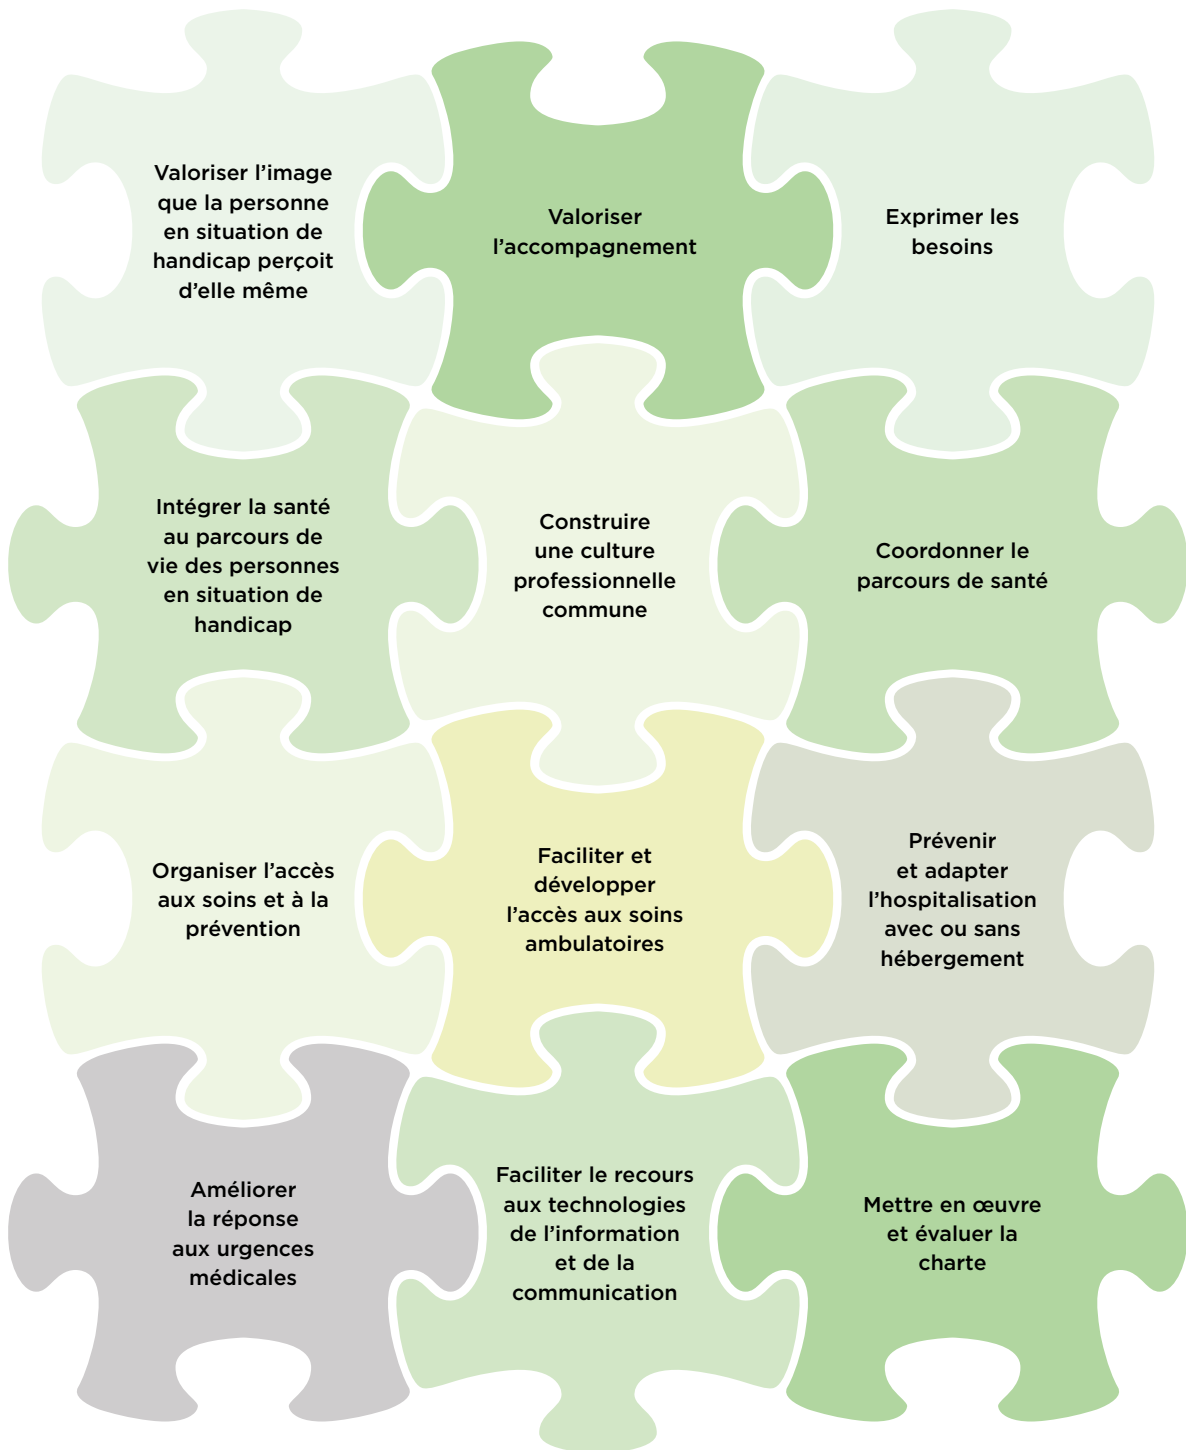 Valoriser l’image
que la personne
en situation de
handicap perçoit
d’elle même
Valoriser
l’accompagnement
Exprimer les
besoins
Intégrer la santé
au parcours de
vie des personnes
en situation de
handicap
Construire
une culture
professionnelle
commune
Coordonner le
parcours de santé
Organiser l’accès
aux soins et à la
prévention
Faciliter et
développer
l’accès aux soins
ambulatoires
Prévenir
et adapter
l’hospitalisation
avec ou sans
hébergement
Améliorer
la réponse
aux urgences
médicales
Faciliter le recours
aux technologies
de l’information
et de la
communication
Mettre en œuvre
et évaluer la
charte